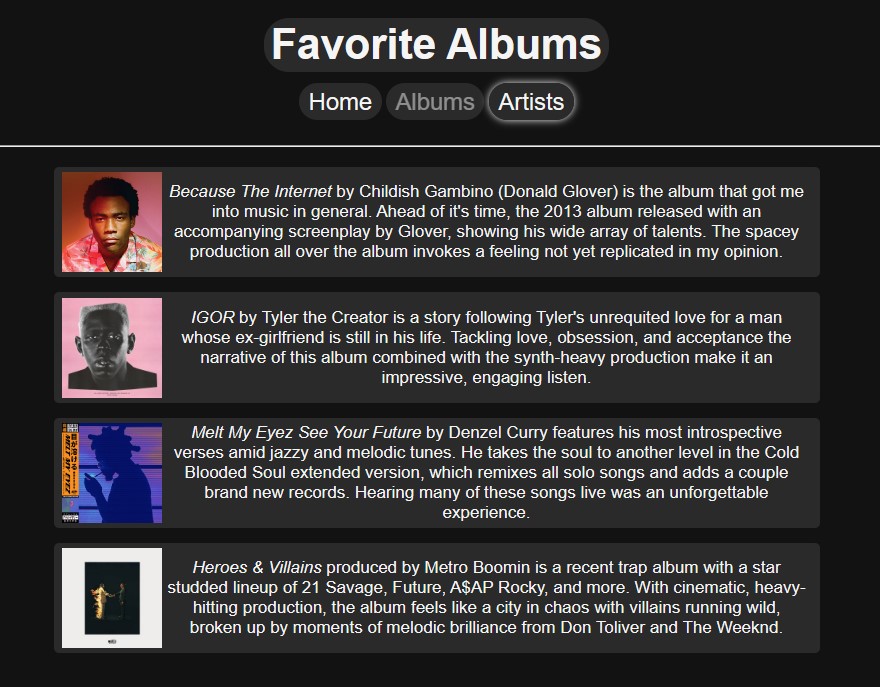 Favorite Albums
Home Albums Artists
Because The Internet by Childish Gambino (Donald Glover) is the album that got me
into music in general. Ahead of it's time, the 2013 album released with an
accompanying screenplay by Glover, showing his wide array of talents. The spacey
production all over the album invokes a feeling not yet replicated in my opinion.
IGOR by Tyler the Creator is a story following Tyler's unrequited love for a man
whose ex-girlfriend is still in his life. Tackling love, obsession, and acceptance the
narrative of this album combined with the synth-heavy production make it an
impressive, engaging listen.
MELT MY EYEZ
Melt My Eyez See Your Future by Denzel Curry features his most introspective
verses amid jazzy and melodic tunes. He takes the soul to another level in the Cold
Blooded Soul extended version, which remixes all solo songs and adds a couple
brand new records. Hearing many of these songs live was an unforgettable
experience.
Heroes & Villains produced by Metro Boomin is a recent trap album with a star
studded lineup of 21 Savage, Future, A$AP Rocky, and more. With cinematic, heavy-
hitting production, the album feels like a city in chaos with villains running wild,
broken up by moments of melodic brilliance from Don Toliver and The Weeknd.